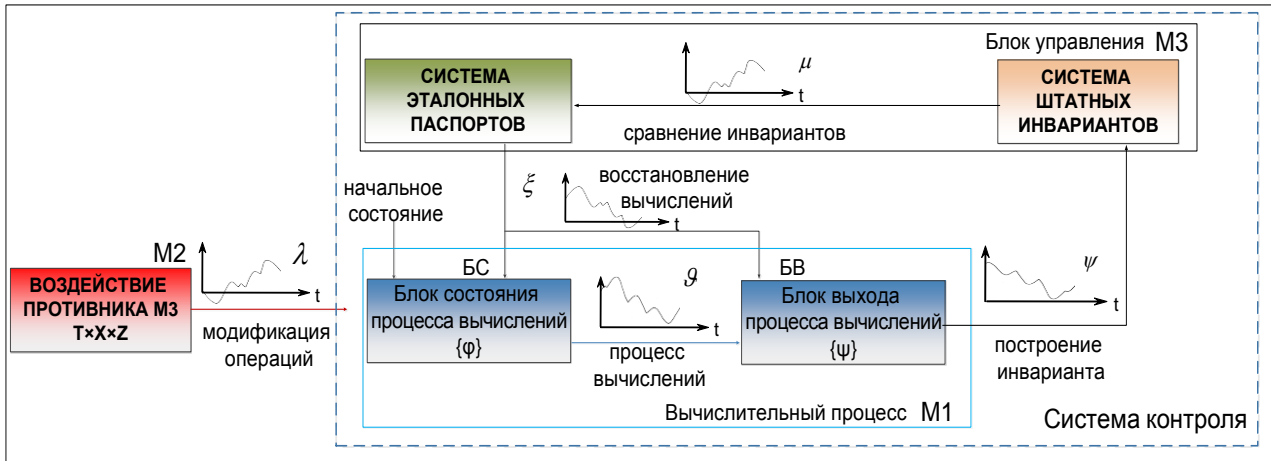 Блок управления М3
СИСТЕМА
ЭТАЛОННЫХ
ПАСПОРТОВ
μ
t
СИСТЕМА
ШТАТНЫХ
ИНВАРИАНТОВ
сравнение инвариантов
начальное
состояние
ξ
восстановление
вычислений
t
М2
λ
t
ВОЗДЕЙСТВИЕ
ПРОТИВНИКА М3
T×X×Z
модификация
операций
БС
Блок состояния
процесса вычислений
{φ}
ϑ
t
процесс
вычислений
БВ
Блок выхода
процесса вычислений
{ψ}
ψ
t
построение
инварианта
Вычислительный процесс М1
Система контроля